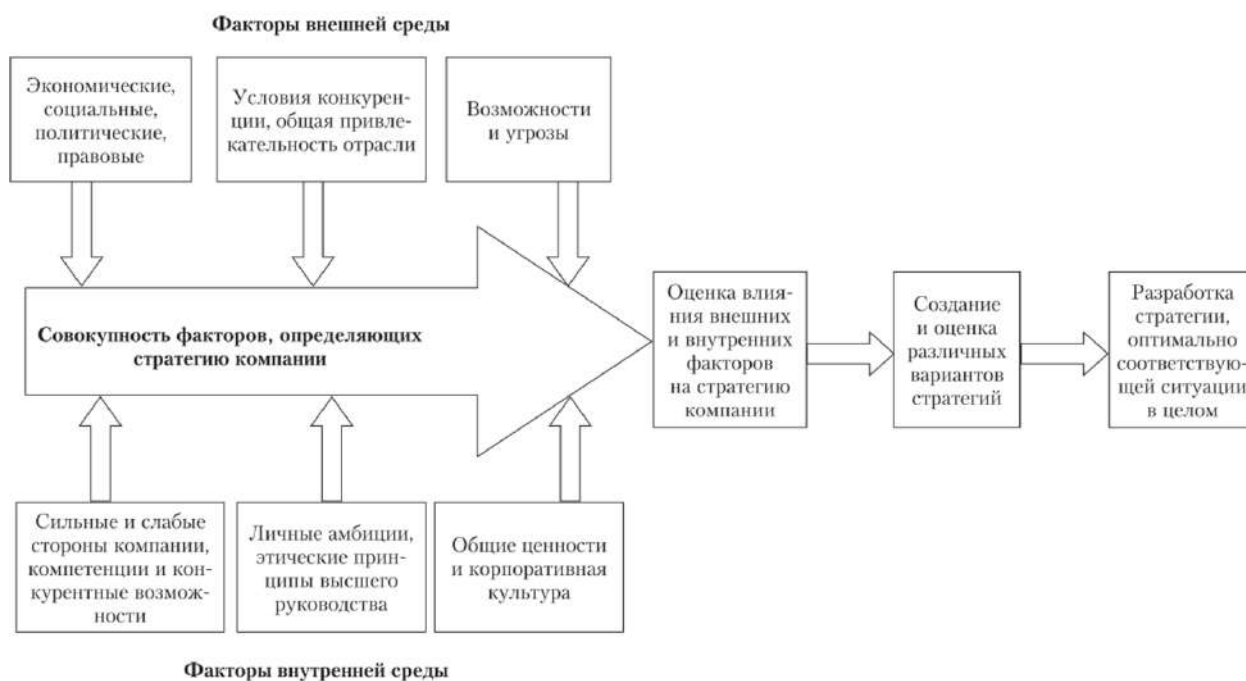 Факторы внешней среды
Экономические,
социальные,
политические,
правовые
Условия конкурен-
ции, общая привле-
кательность отрасли
Возможности
и угрозы
Совокупность факторов, определяющих
стратегию компании
Оценка влия-
ния внешних
и внутренних
факторов
на стратегию
компании
Создание
и оценка
различных
вариантов
стратегий
Разработка
стратегии,
оптимально
соответствую-
щей ситуации
в целом
Сильные и слабые
стороны компании,
компетенции и кон-
курентные возмож-
ности
Личные амбиции,
этические прин-
ципы высшего
руководства
Общие ценности
и корпоративная
культура
Факторы внутренней среды